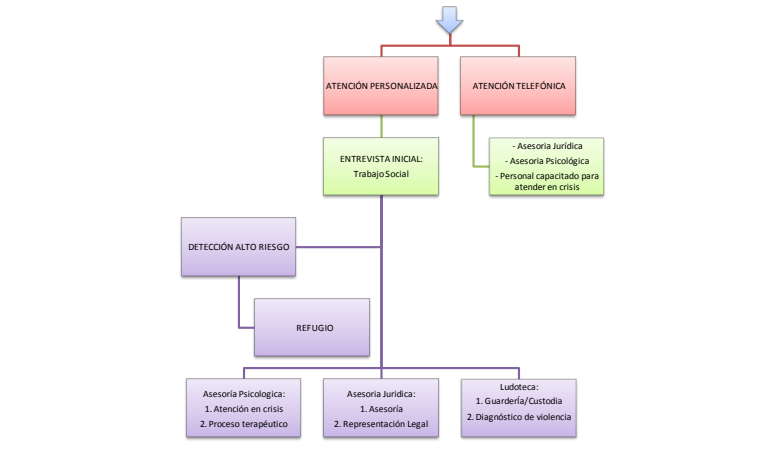 ATENCIÓN PERSONALIZADA
ATENCIÓN TELEFÓNICA
ENTREVISTA INICIAL:
Trabajo Social
- Asesoria Jurídica
- Asesoria Psicológica
- Personal capacitado para
atender en crisis
DETECCIÓN ALTO RIESGO
REFUGIO
Asesoría Psicologica:
1. Atención en crisis
2. Proceso terapéutico
Asesoria Juridica:
1. Asesoría
2. Representación Legal
Ludoteca:
1. Guardería/Custodia
2. Diagnóstico de violencia